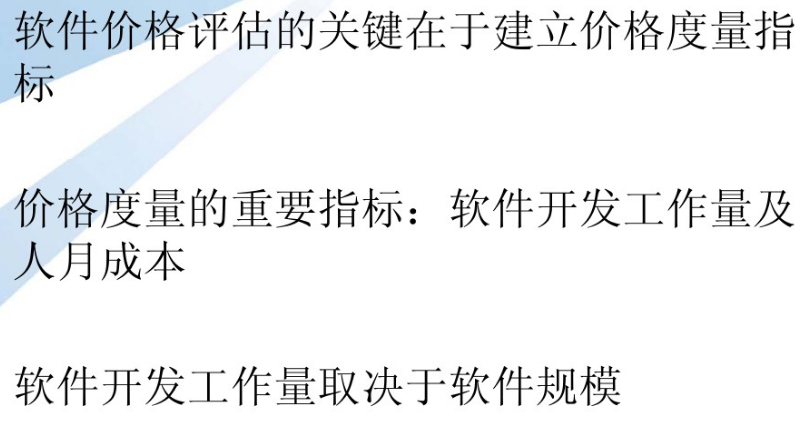 软件价格评估的关键在于建立价格度量指
标
价格度量的重要指标：软件开发工作量及
人月成本
软件开发工作量取决于软件规模